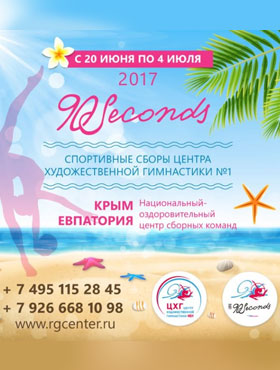 С 20 ИЮНЯ ПО 4 ИЮЛЯ
2017
90 Seconds
СПОРТИВНЫЕ СБОРЫ ЦЕНТРА
ХУДОЖЕСТВЕННОЙ ГИМНАСТИКИ №1
КРЫМ
ЕВПАТОРИЯ
Национальный-
оздоровительный
центр сборных команд
+ 7 495 115 28 45
+ 7 926 668 10 98
www.rgcenter.ru
ЦХГ
90 Seconds